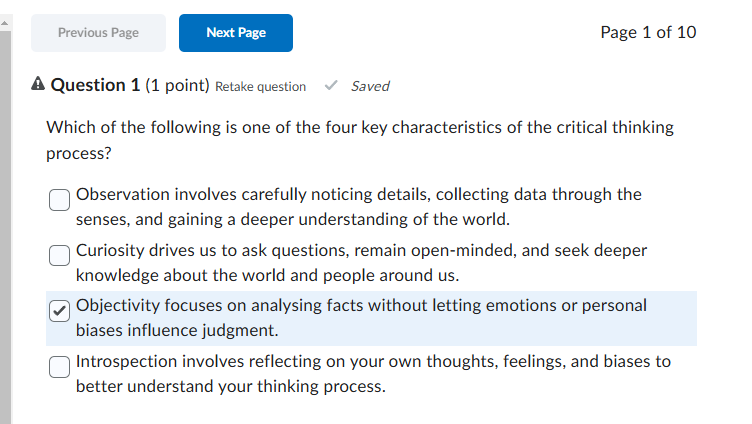 Previous Page Next Page Page 1 of 10
Question 1 (1 point) Retake question Saved
Which of the following is one of the four key characteristics of the critical thinking
process?
Observation involves carefully noticing details, collecting data through the
senses, and gaining a deeper understanding of the world.
Curiosity drives us to ask questions, remain open-minded, and seek deeper
knowledge about the world and people around us.
Objectivity focuses on analysing facts without letting emotions or personal
biases influence judgment.
Introspection involves reflecting on your own thoughts, feelings, and biases to
better understand your thinking process.